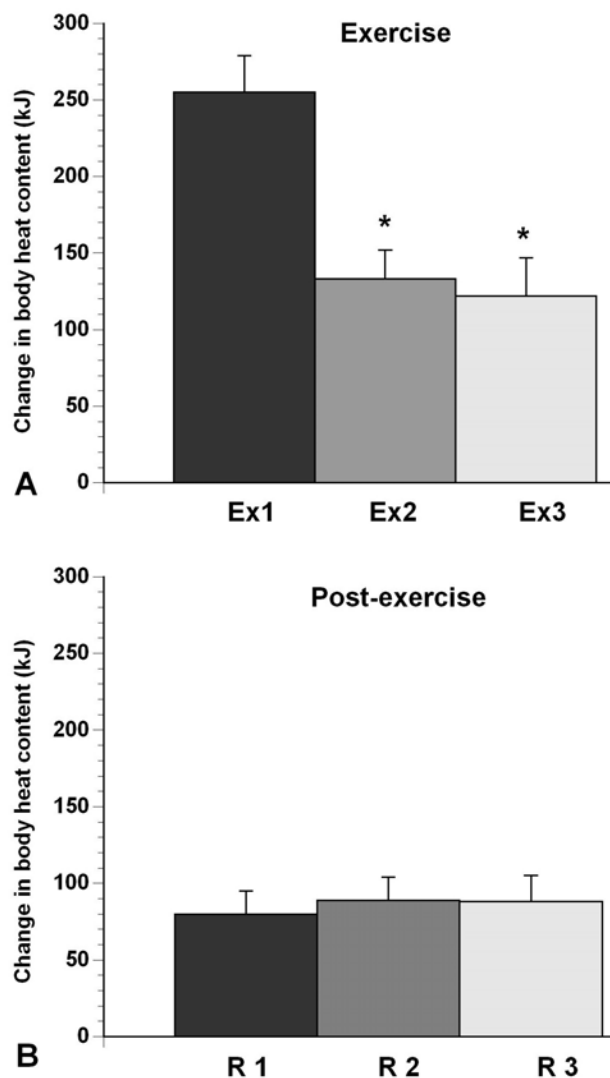 Exercise
Change in body heat content (kJ)
300
250
200
150
100
50
0
*
*
A
Ex1 Ex2 Ex3
Post-exercise
Change in body heat content (kJ)
300
250
200
150
100
50
0
B
R 1 R 2 R 3